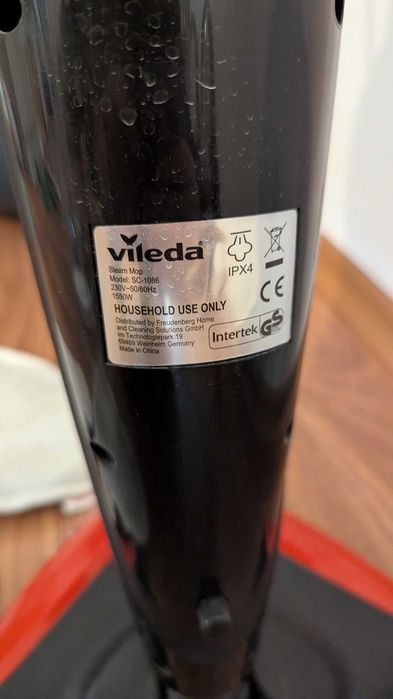 vileda
Steam Mop
Model: SC-1086
230V~50/60Hz
1550W
HOUSEHOLD USE ONLY
Distributed by Freudenberg Home
and Cleaning Solutions GmbH
Im Technologiepark 19
69469 Weinheim Germany
Made in China
IPX4
CE
Intertek
GS